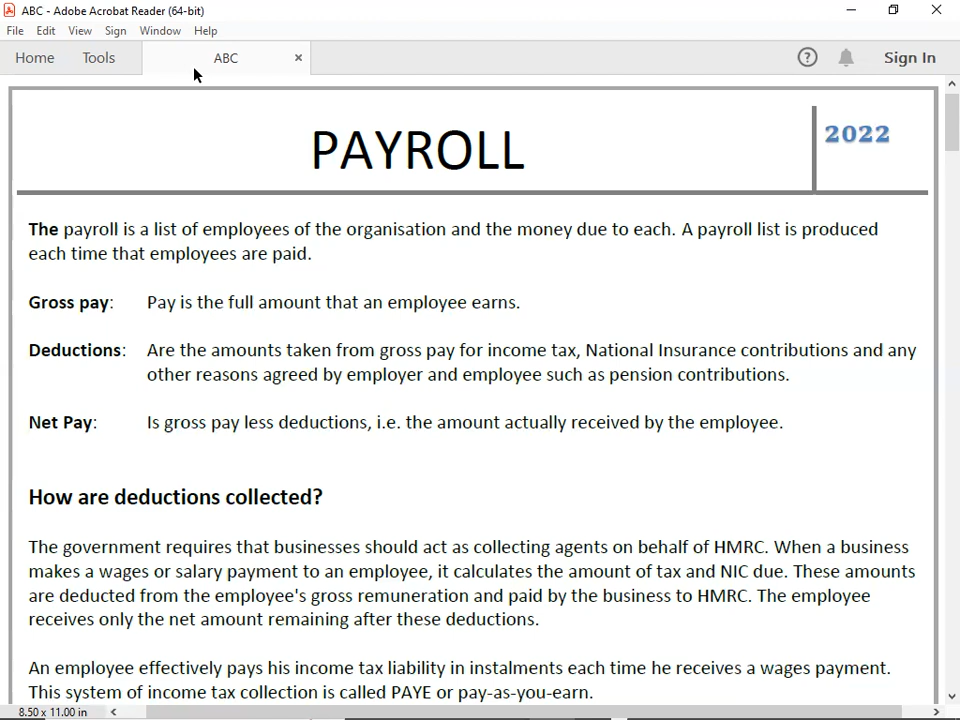 ABC - Adobe Acrobat Reader (64-bit)
File Edit View Sign Window Help
Home Tools ABC × ? Sign In
PAYROLL
2022
The payroll is a list of employees of the organisation and the money due to each. A payroll list is produced
each time that employees are paid.
Gross pay: Pay is the full amount that an employee earns.
Deductions: Are the amounts taken from gross pay for income tax, National Insurance contributions and any
other reasons agreed by employer and employee such as pension contributions.
Net Pay: Is gross pay less deductions, i.e. the amount actually received by the employee.
How are deductions collected?
The government requires that businesses should act as collecting agents on behalf of HMRC. When a business
makes a wages or salary payment to an employee, it calculates the amount of tax and NIC due. These amounts
are deducted from the employee's gross remuneration and paid by the business to HMRC. The employee
receives only the net amount remaining after these deductions.
An employee effectively pays his income tax liability in instalments each time he receives a wages payment.
This system of income tax collection is called PAYE or pay-as-you-earn.
8.50 x 11.00 in